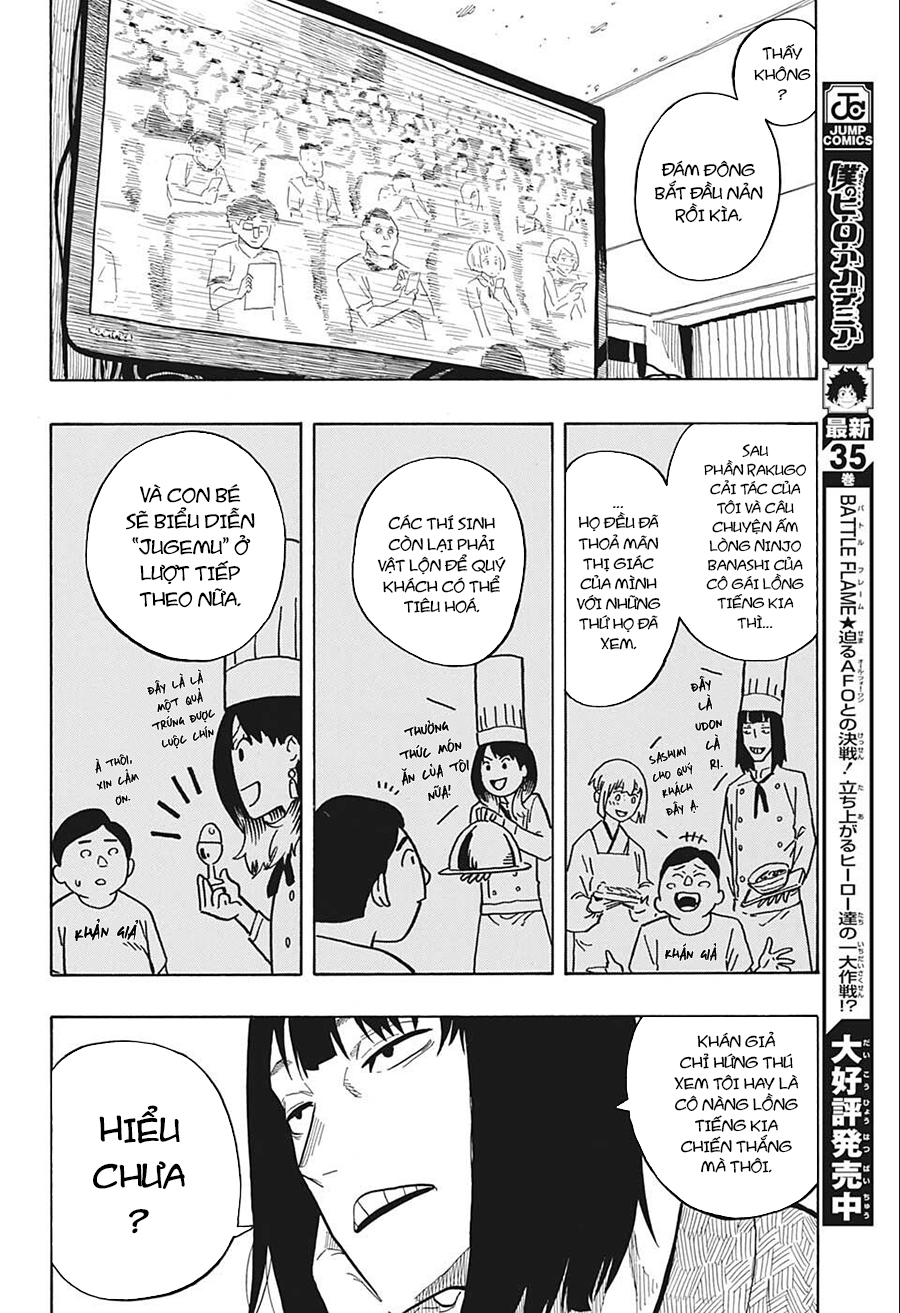 THẤY
KHÔNG
?
ĐÁM ĐÔNG
BẮT ĐẦU NẢN
RỒI KÌA.
SAU
PHẦN RAKUGO
CẢI TÁC CỦA
TÔI VÀ CÂU
CHUYỆN ẤM
LÒNG NINJO
BANASHI CỦA
CÔ GÁI LỒNG
TIẾNG KIA
THÌ...
...
HỌ ĐỀU ĐÃ
THOẢ MÃN
THỊ GIÁC
CỦA MÌNH
VỚI NHỮNG
THỨ HỌ ĐÃ
XEM.
ĐÂY
LÀ
UDON
CÀ
RI.
SASHIMI
CHO QUÝ
KHÁCH
ĐÂY Ạ.
KHÁN GIẢ
CÁC THÍ SINH
CÒN LẠI PHẢI
VẬT LỘN ĐỂ QUÝ
KHÁCH CÓ THỂ
TIÊU HOÁ.
THƯỞNG
THỨC MÓN
ĂN CỦA TÔI
NỮA!
VÀ CON BÉ
SẼ BIỂU DIỄN
“JUGEMU” Ở
LƯỢT TIẾP
THEO NỮA.
ĐÂY LÀ LÀ
MỘT QUẢ
TRỨNG ĐƯỢC
LUỘC CHÍN
À THÔI,
XIN CẢM
ƠN.
KHÁN GIẢ
KHÁN GIẢ
CHỈ HỨNG THÚ
XEM TÔI HAY LÀ
CÔ NÀNG LỒNG
TIẾNG KIA
CHIẾN THẮNG
MÀ THÔI.
HIỂU
CHƯA
?
JUMP
COMICS
僕のヒーローアカデミア
最新
35
巻
BATTLE FLAME★迫るAFOとの決戦！立ち上がるヒーロー達の一大作戦!?
大好評発売中